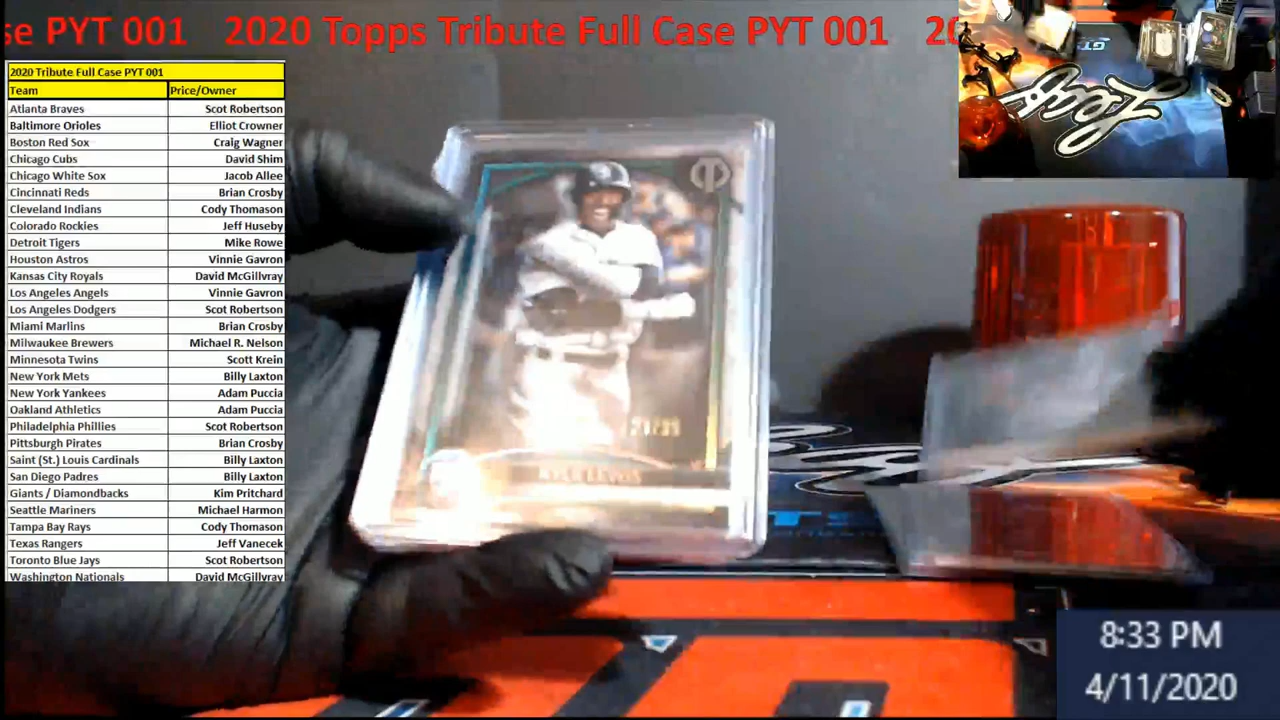 se PYT 001 2020 Topps Tribute Full Case PYT 001 20
2020 Tribute Full Case PYT 001
Team Price/Owner
Atlanta Braves Scot Robertson
Baltimore Orioles Elliot Crowner
Boston Red Sox Craig Wagner
Chicago Cubs David Shim
Chicago White Sox Jacob Allee
Cincinnati Reds Brian Crosby
Cleveland Indians Cody Thomason
Colorado Rockies Jeff Huseby
Detroit Tigers Mike Rowe
Houston Astros Vinnie Gavron
Kansas City Royals David McGillvray
Los Angeles Angels Vinnie Gavron
Los Angeles Dodgers Scot Robertson
Miami Marlins Brian Crosby
Milwaukee Brewers Michael R. Nelson
Minnesota Twins Scott Krein
New York Mets Billy Laxton
New York Yankees Adam Puccia
Oakland Athletics Adam Puccia
Philadelphia Phillies Scot Robertson
Pittsburgh Pirates Brian Crosby
Saint (St.) Louis Cardinals Billy Laxton
San Diego Padres Billy Laxton
Giants / Diamondbacks Kim Pritchard
Seattle Mariners Michael Harmon
Tampa Bay Rays Cody Thomason
Texas Rangers Jeff Vanecek
Toronto Blue Jays Scot Robertson
Washington Nationals David McGillvray
KYLE LEWIS
Leaf
8:33 PM
4/11/2020